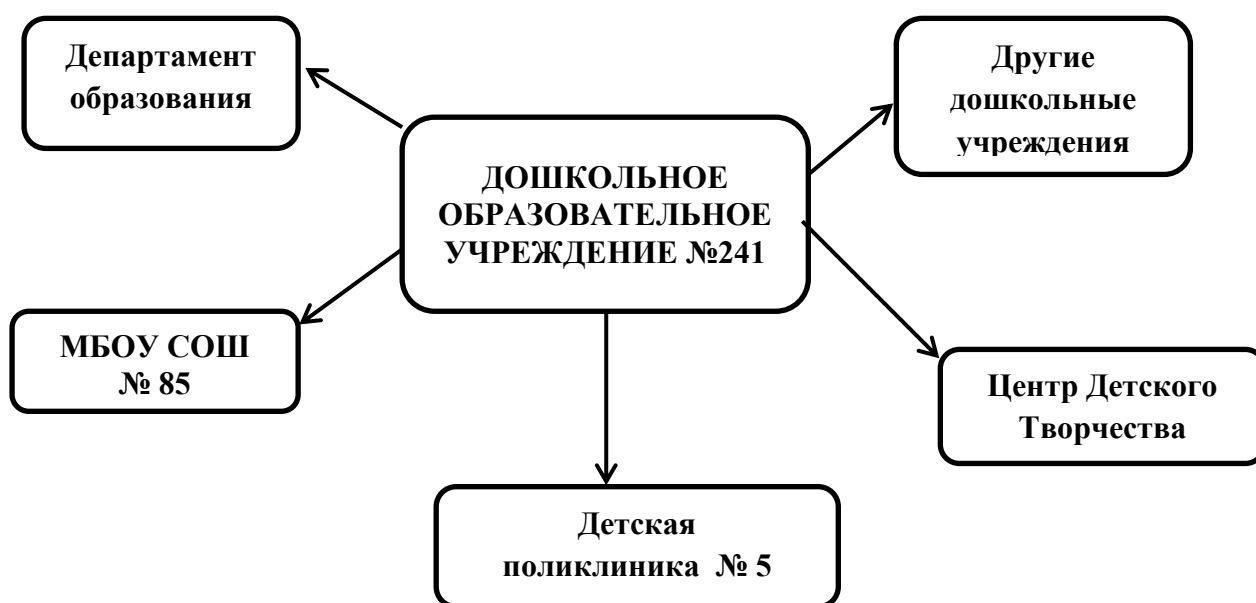 Департамент
образования
Другие
дошкольные
учреждения
ДОШКОЛЬНОЕ
ОБРАЗОВАТЕЛЬНОЕ
УЧРЕЖДЕНИЕ №241
МБОУ СОШ
№ 85
Центр Детского
Творчества
Детская
поликлиника № 5